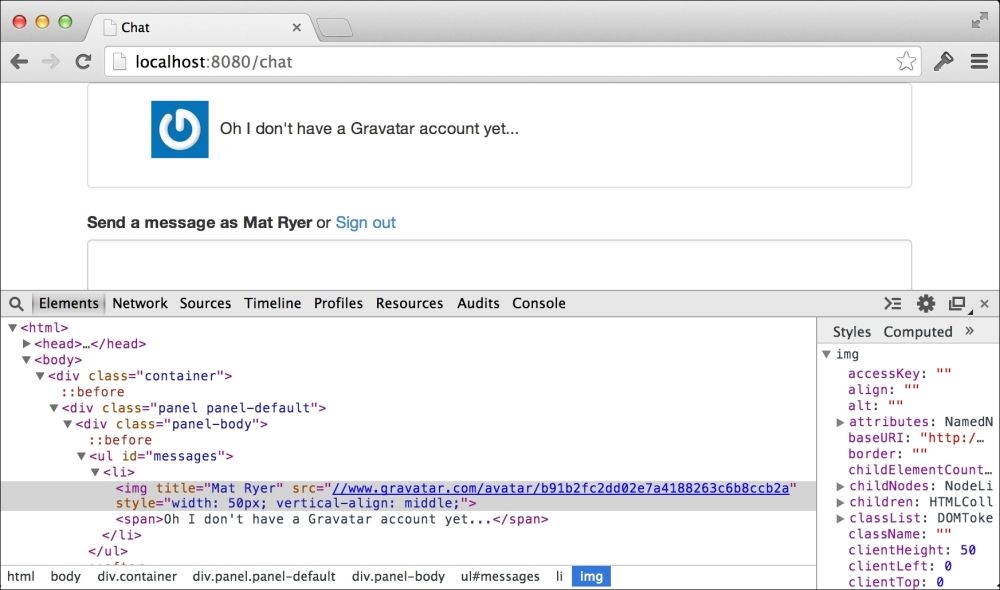 Chat
localhost:8080/chat
Oh I don't have a Gravatar account yet...
Send a message as Mat Ryer or Sign out
Elements Network Sources Timeline Profiles Resources Audits Console
<html>
<head>…</head>
<body>
<div class="container">
::before
<div class="panel panel-default">
<div class="panel-body">
::before
<ul id="messages">
<li>
<img title="Mat Ryer" src="//www.gravatar.com/avatar/b91b2fc2dd02e7a4188263c6b8ccb2a"
style="width: 50px; vertical-align: middle;">
<span>Oh I don't have a Gravatar account yet...</span>
</li>
</ul>
html body div.container div.panel.panel-default div.panel-body ul#messages li img
Styles Computed »
img
accessKey: ""
align: ""
alt: ""
attributes: NamedN
baseURI: "http:/…
border: ""
childElementCount…
childNodes: NodeLi
children: HTMLColl
classList: DOMToke
className: ""
clientHeight: 50
clientLeft: 0
clientTop: 0